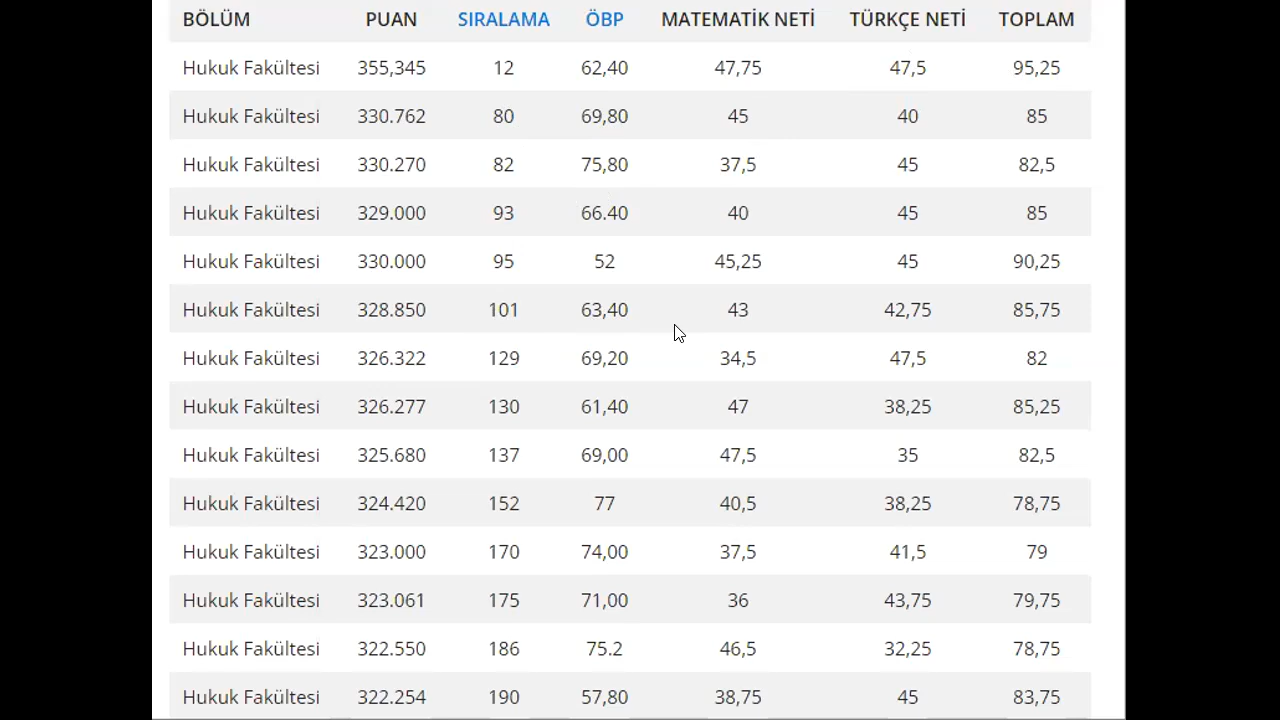 BÖLÜM PUAN SIRALAMA ÖBP MATEMATİK NETİ TÜRKÇE NETİ TOPLAM
Hukuk Fakültesi 355,345 12 62,40 47,75 47,5 95,25
Hukuk Fakültesi 330.762 80 69,80 45 40 85
Hukuk Fakültesi 330.270 82 75,80 37,5 45 82,5
Hukuk Fakültesi 329.000 93 66.40 40 45 85
Hukuk Fakültesi 330.000 95 52 45,25 45 90,25
Hukuk Fakültesi 328.850 101 63,40 43 42,75 85,75
Hukuk Fakültesi 326.322 129 69,20 34,5 47,5 82
Hukuk Fakültesi 326.277 130 61,40 47 38,25 85,25
Hukuk Fakültesi 325.680 137 69,00 47,5 35 82,5
Hukuk Fakültesi 324.420 152 77 40,5 38,25 78,75
Hukuk Fakültesi 323.000 170 74,00 37,5 41,5 79
Hukuk Fakültesi 323.061 175 71,00 36 43,75 79,75
Hukuk Fakültesi 322.550 186 75.2 46,5 32,25 78,75
Hukuk Fakültesi 322.254 190 57,80 38,75 45 83,75